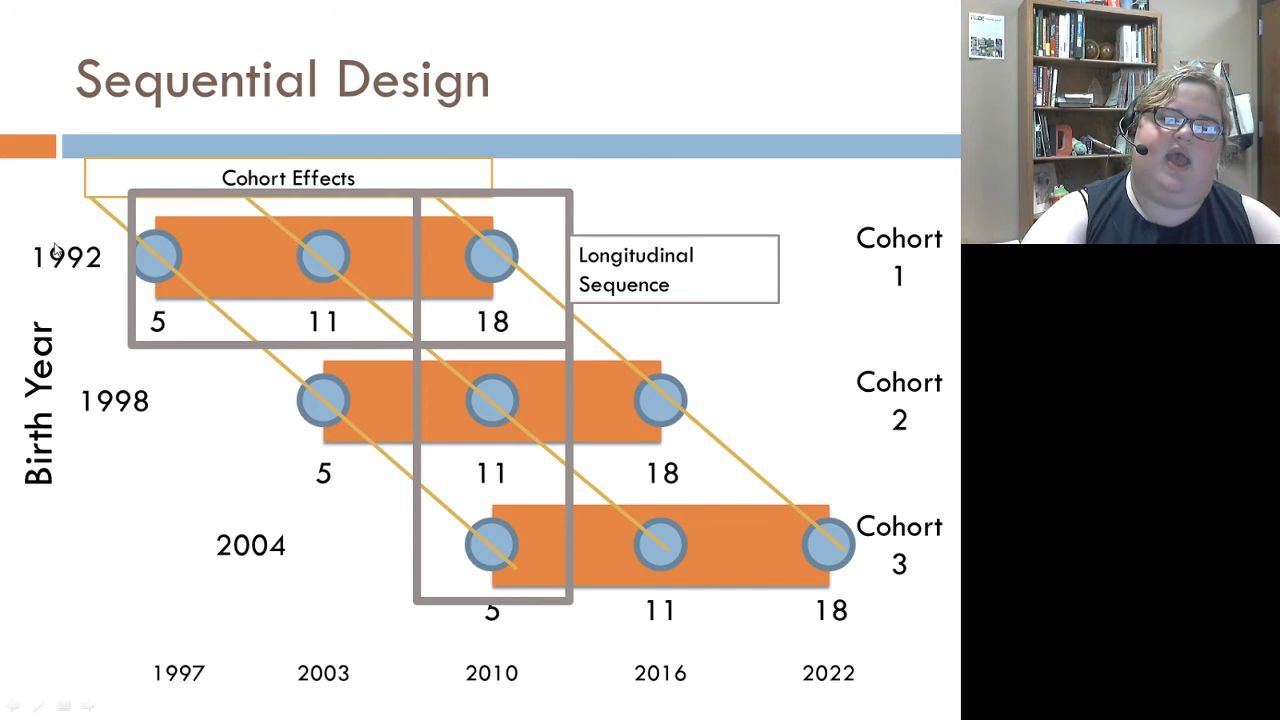 Sequential Design
Cohort Effects
1992
Longitudinal
Sequence
Cohort
1
5 11 18
Birth Year
1998
Cohort
2
5 11 18
2004
Cohort
3
5 11 18
1997 2003 2010 2016 2022